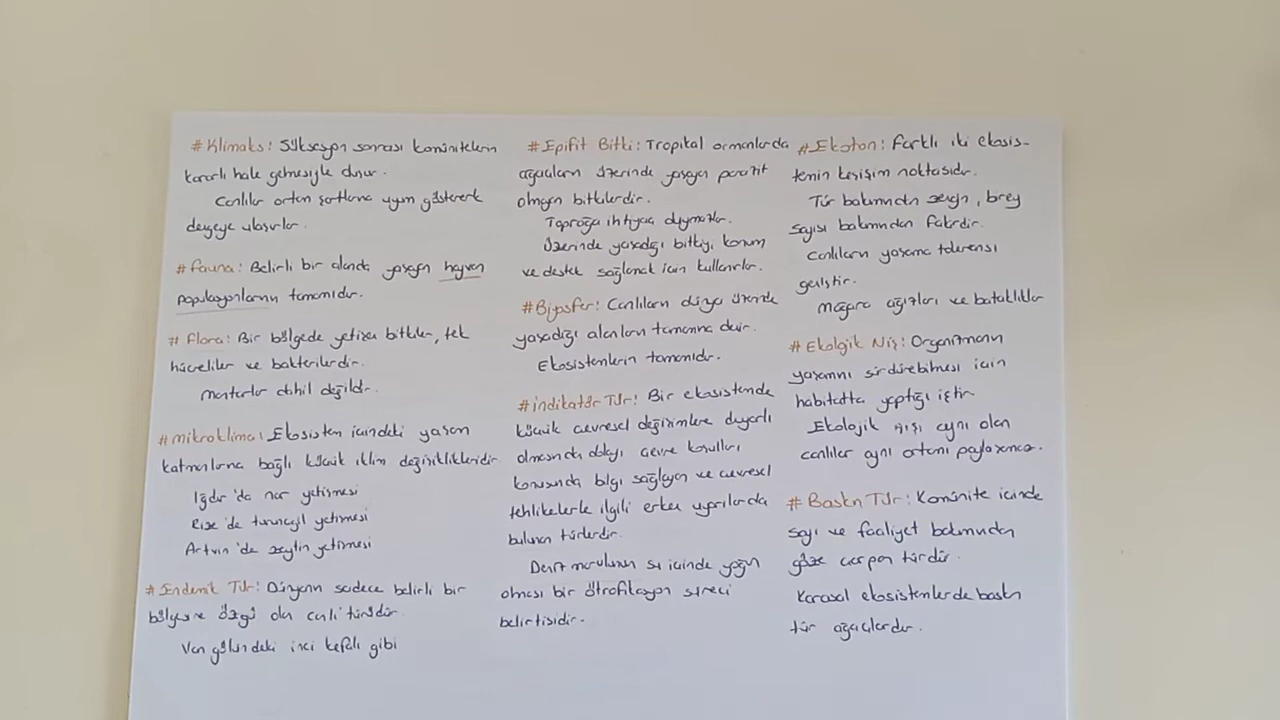 #Klimaks: Süksesyon sonrası komünitelerin
kararlı hale gelmesiyle oluşur.
Canlılar ortam şartlarına uyum göstererek
dengeye ulaşırlar.
#Fauna: Belirli bir alanda yaşayan hayvan
populasyonlarının tamamıdır.
#Flora: Bir bölgede yetişen bitkiler, tek
hücreliler ve bakterilerdir.
Mantarlar dahil değildir.
#Mikroklima: Ekosistem içindeki yaşam
katmanlarına bağlı küçük iklim değişiklikleridir.
Iğdır'da nar yetişmesi
Rize'de turunçgil yetişmesi
Artvin'de zeytin yetişmesi
#Endemik Tür: Dünyanın sadece belirli bir
bölgesine özgü olan canlı türüdür.
Van gölündeki inci kefali gibi
#Epifit Bitki: Tropikal ormanlarda
ağaçların üzerinde yaşayan parazit
olmayan bitkilerdir.
Toprağa ihtiyaç duymazlar.
Üzerinde yaşadığı bitkiyi konum
ve destek sağlamak için kullanırlar.
#Biyosfer: Canlıların dünya üzerinde
yaşadığı alanların tamamına denir.
Ekosistemlerin tamamıdır.
#İndikatör Tür: Bir ekosistemde
küçük çevresel değişimlere duyarlı
olmasından dolayı çevre koşulları
konusunda bilgi sağlayan ve çevresel
tehlikelerle ilgili erken uyarılarda
bulunan türlerdir.
Deniz marulunun su içinde yoğun
olması bir ötrofikasyon süreci
belirtisidir.
#Ekoton: Farklı iki ekosis-
temin kesişim noktasıdır.
Tür bakımından zengin, birey
sayısı bakımından fakirdir.
Canlıların yaşama toleransı
geniştir.
Mağara ağızları ve bataklıklar
#Ekolojik Niş: Organizmanın
yaşamını sürdürebilmesi için
habitatta yaptığı iştir.
Ekolojik nişi aynı olan
canlılar aynı ortamı paylaşamaz.
#Baskın Tür: Komünite içinde
sayı ve faaliyet bakımından
göze çarpan türdür.
Karasal ekosistemlerde baskın
tür ağaçlardır.